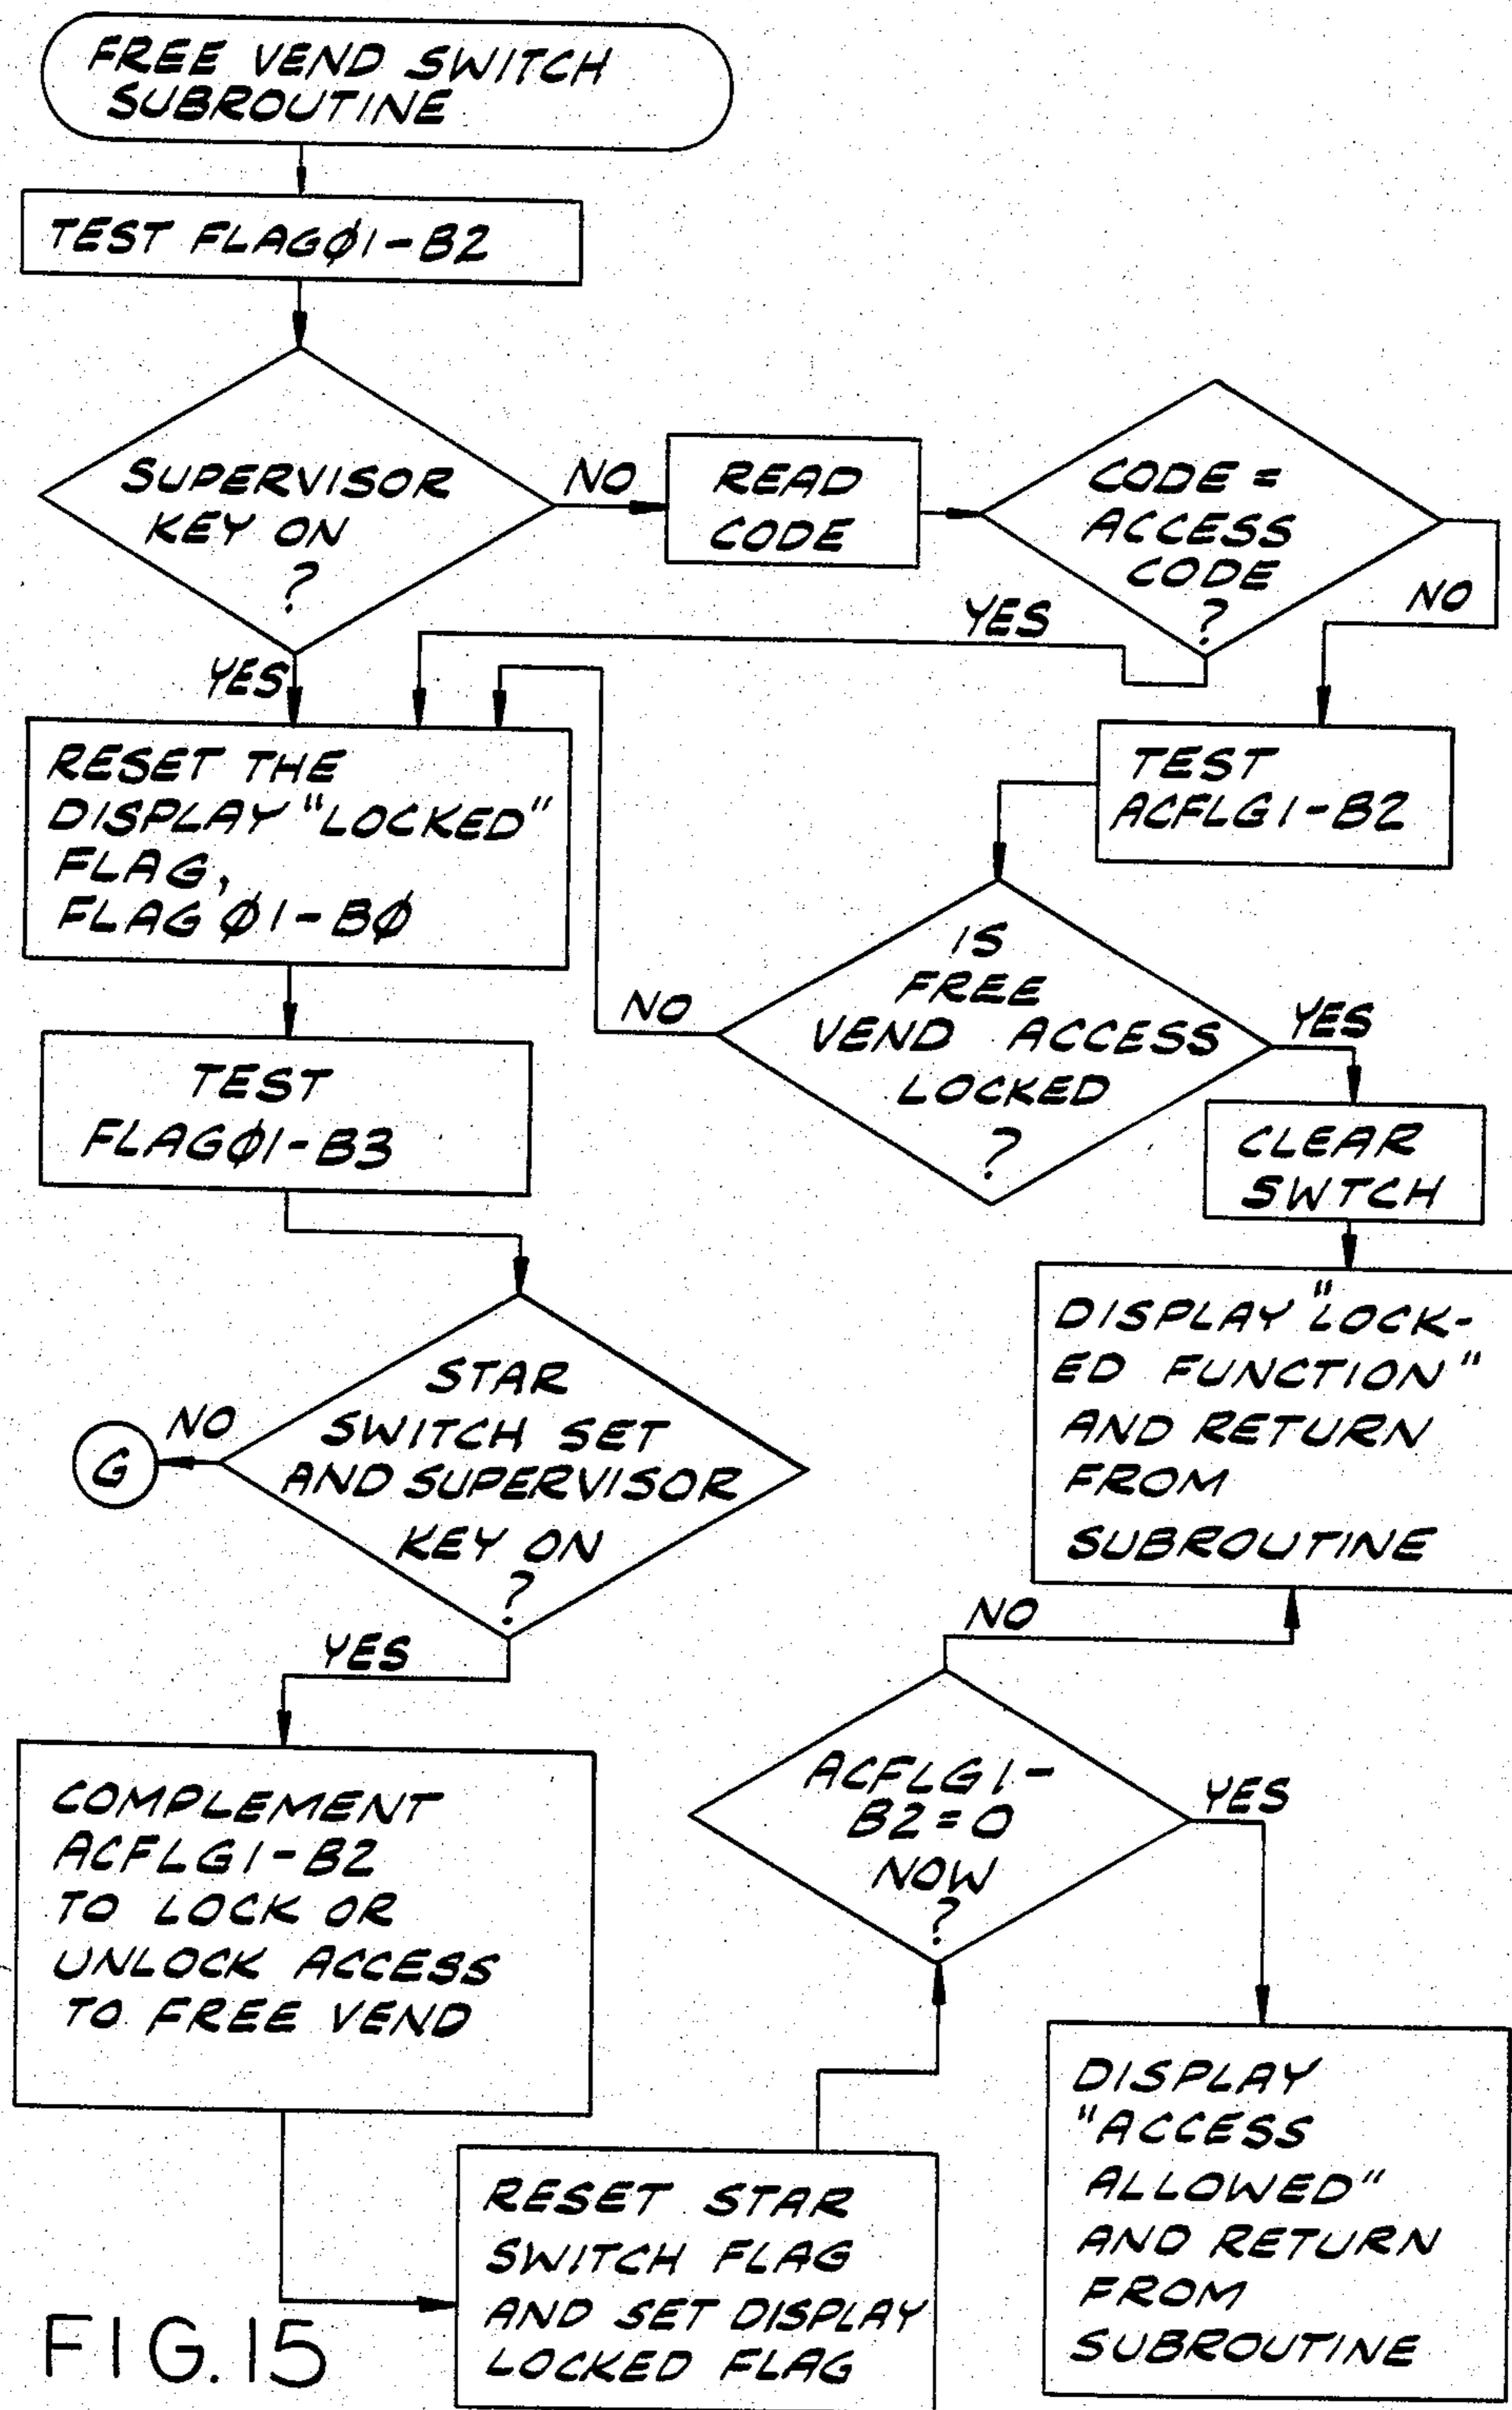 FREE VEND SWITCH
SUBROUTINE
TEST FLAGØ1-B2
SUPERVISOR
KEY ON
?
NO
READ
CODE
CODE =
ACCESS
CODE
?
NO
YES
YES
RESET THE
DISPLAY "LOCKED"
FLAG,
FLAG Ø1-BØ
TEST
ACFLG1-B2
IS
FREE
VEND ACCESS
LOCKED
?
NO
YES
TEST
FLAGØ1-B3
CLEAR
SWTCH
DISPLAY "LOCK-
ED FUNCTION"
AND RETURN
FROM
SUBROUTINE
STAR
SWITCH SET
AND SUPERVISOR
KEY ON
?
NO
G
YES
COMPLEMENT
ACFLG1-B2
TO LOCK OR
UNLOCK ACCESS
TO FREE VEND
RESET STAR
SWITCH FLAG
AND SET DISPLAY
LOCKED FLAG
ACFLG1-
B2=0
NOW
?
NO
YES
DISPLAY
"ACCESS
ALLOWED"
AND RETURN
FROM
SUBROUTINE
FIG.15